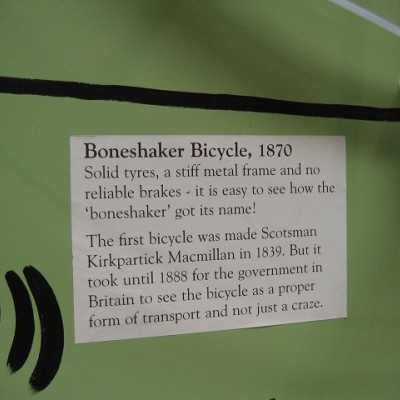 Boneshaker Bicycle, 1870
Solid tyres, a stiff metal frame and no
reliable brakes - it is easy to see how the
'boneshaker' got its name!
The first bicycle was made Scotsman
Kirkpartick Macmillan in 1839. But it
took until 1888 for the government in
Britain to see the bicycle as a proper
form of transport and not just a craze.